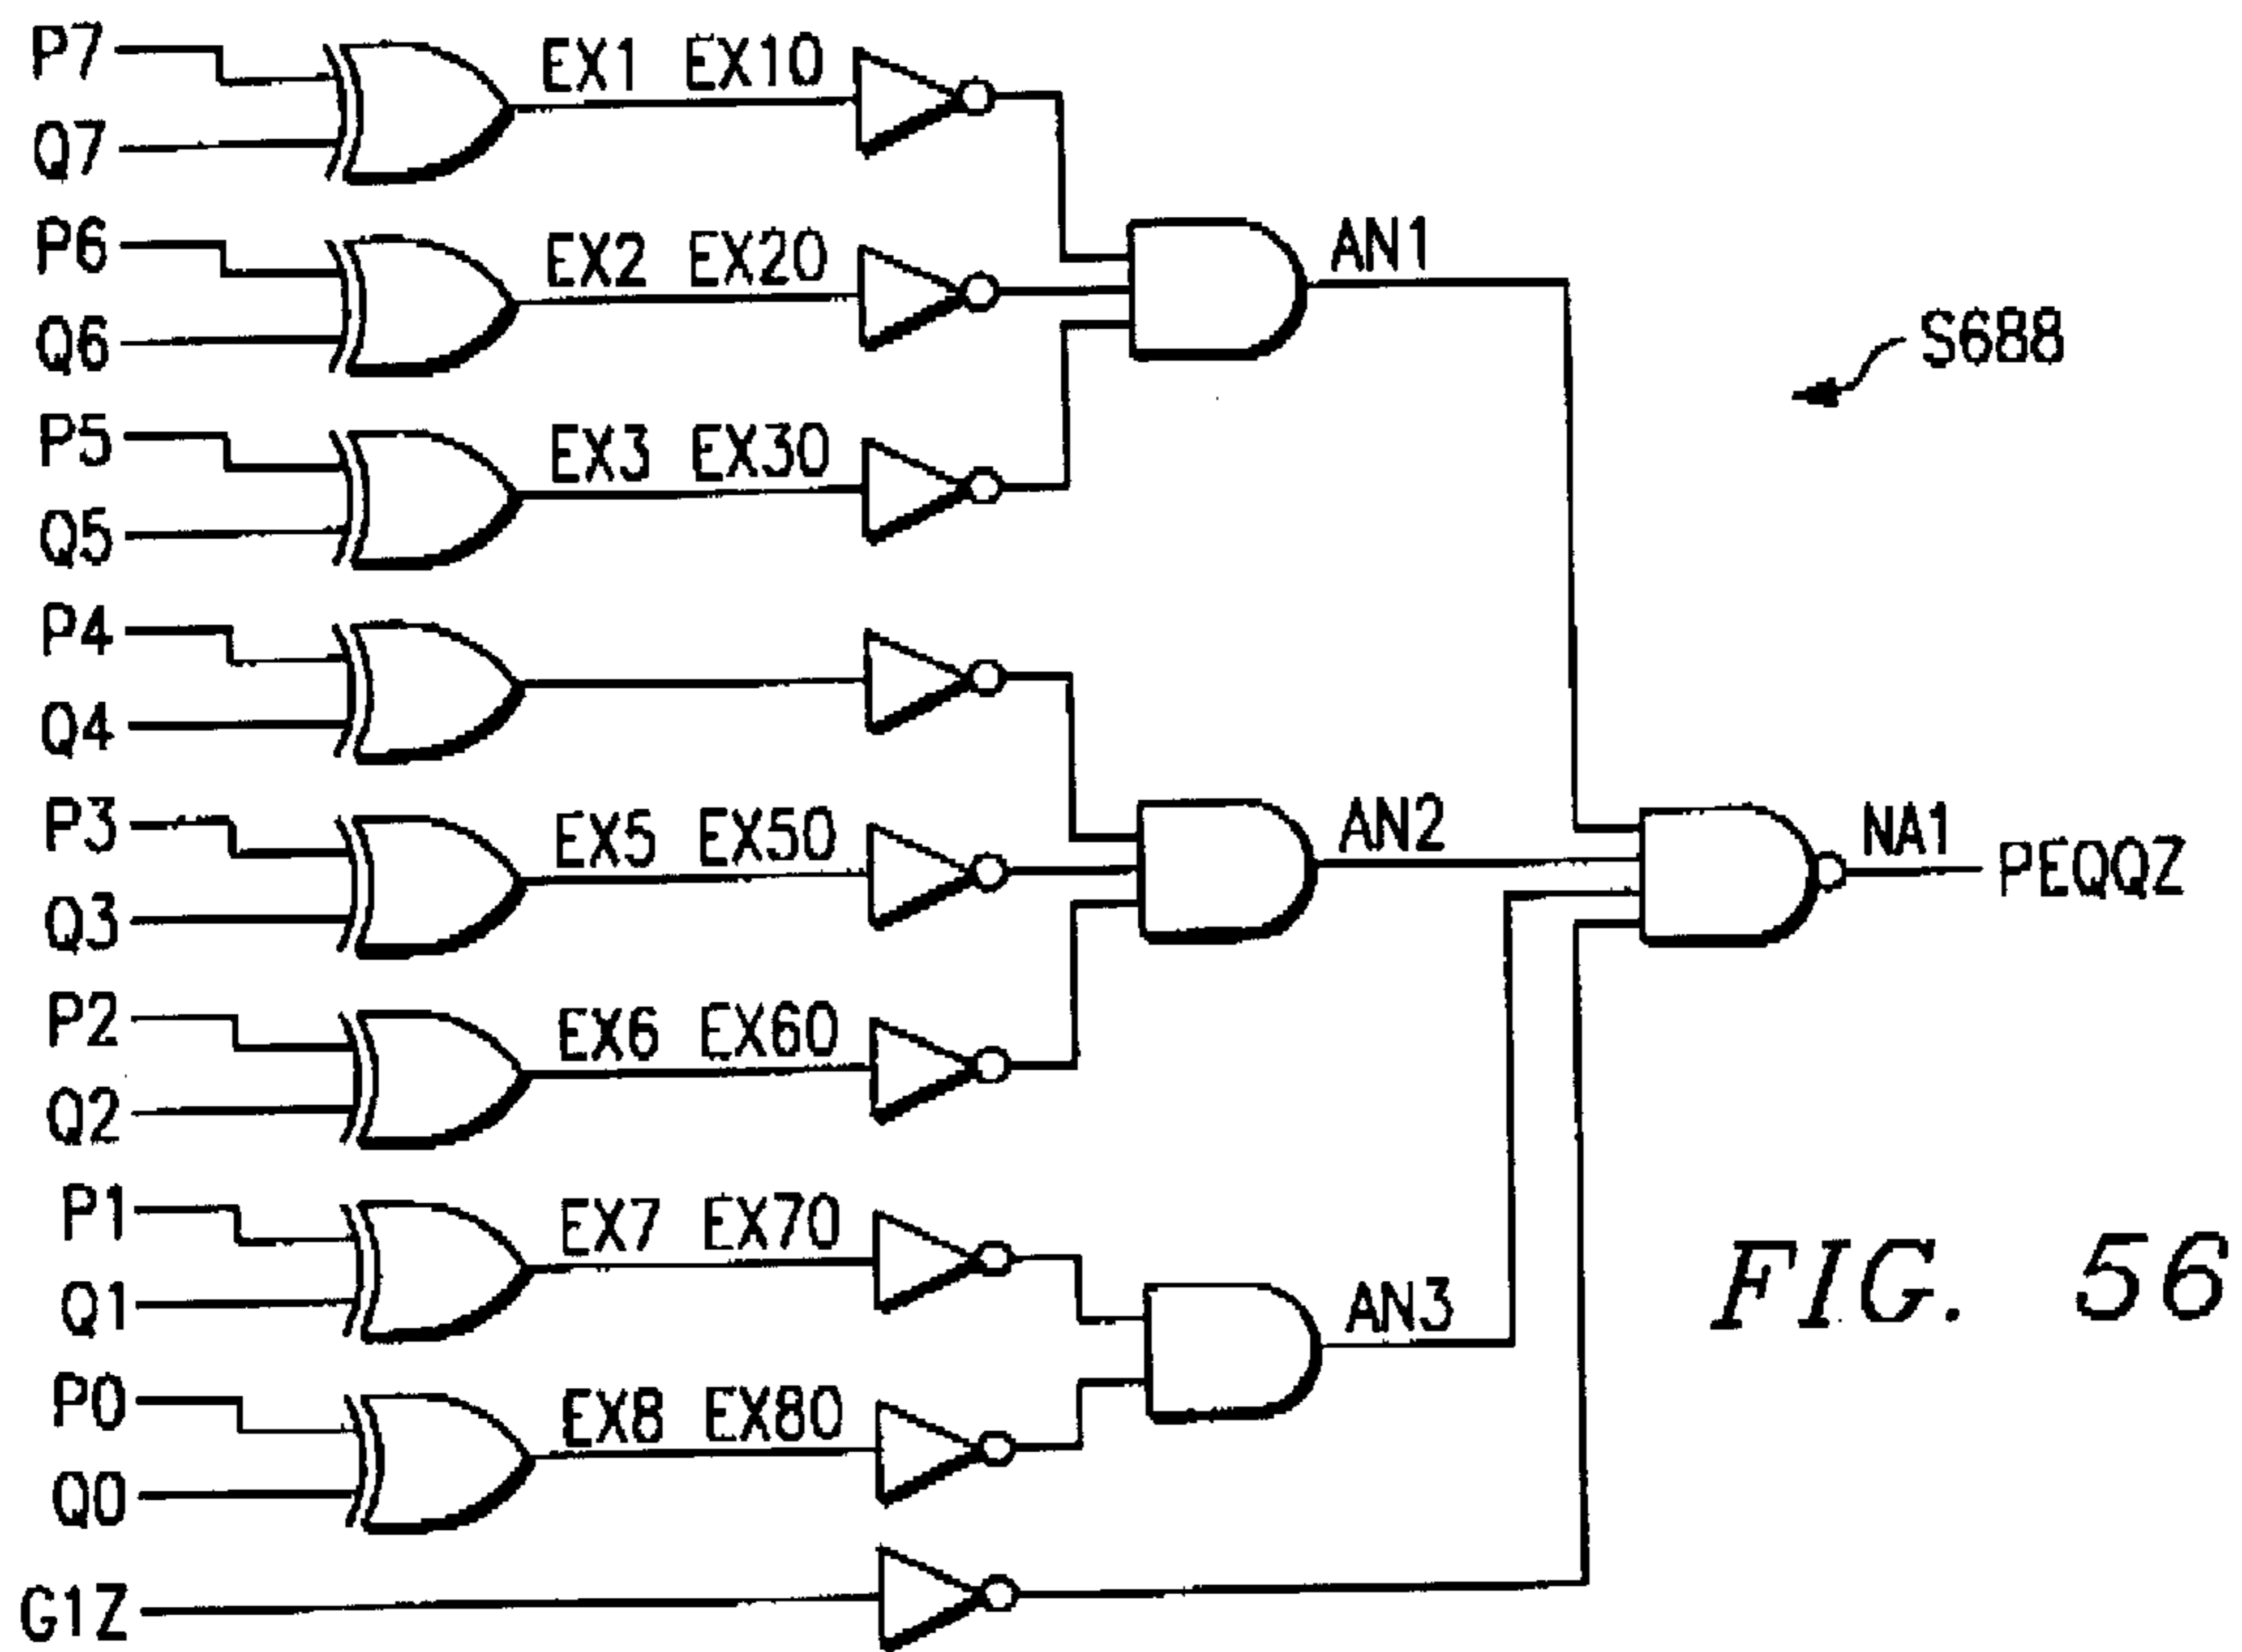 P7 EX1 EX10
Q7
P6 EX2 EX20 AN1
Q6 S688
P5 EX3 EX30
Q5
P4
Q4
P3 EX5 EX50 AN2 NA1
Q3 PEQQZ
P2 EX6 EX60
Q2
P1 EX7 EX70
Q1 AN3 FIG. 56
P0 EX8 EX80
Q0
G1Z